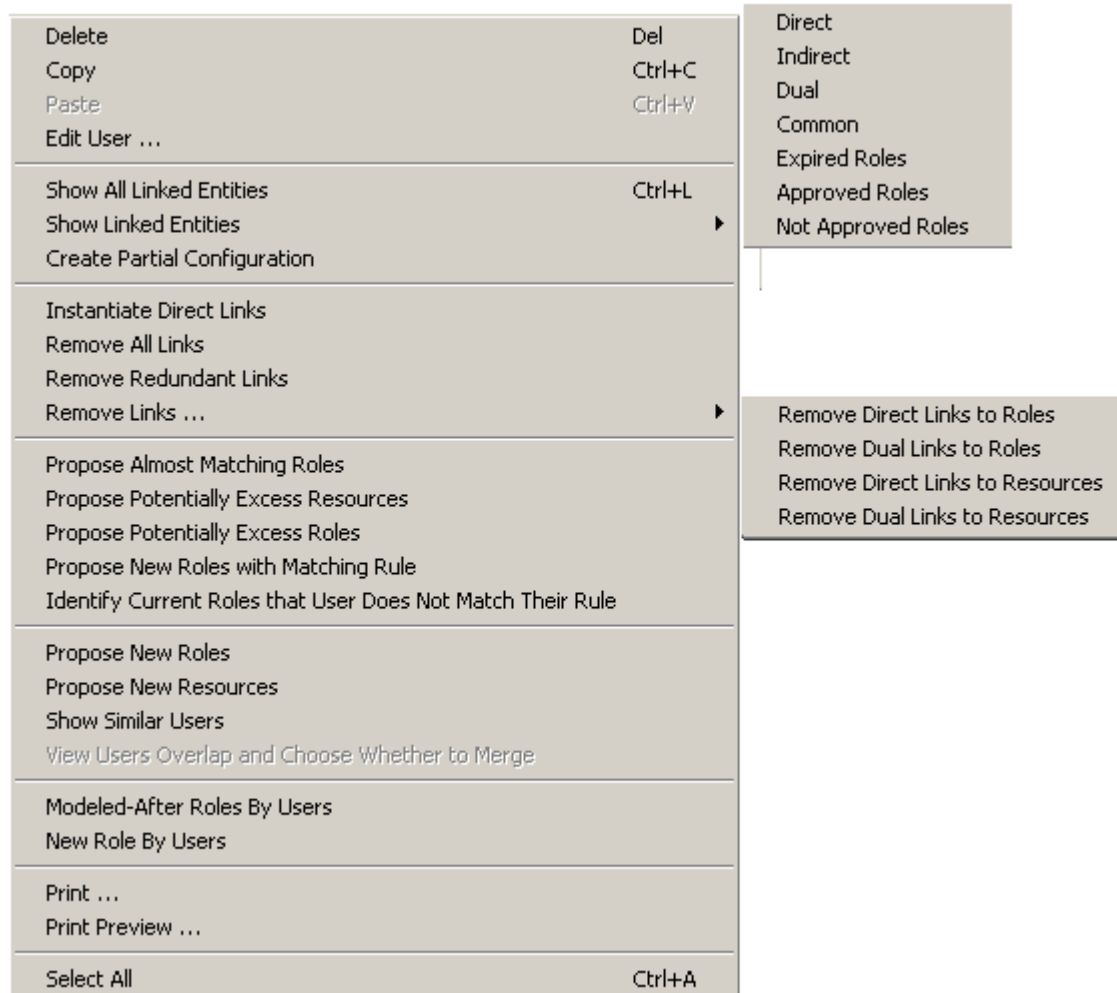 Delete Del
Copy Ctrl+C
Paste Ctrl+V
Edit User ...
Show All Linked Entities Ctrl+L
Show Linked Entities
Create Partial Configuration
Instantiate Direct Links
Remove All Links
Remove Redundant Links
Remove Links ...
Propose Almost Matching Roles
Propose Potentially Excess Resources
Propose Potentially Excess Roles
Propose New Roles with Matching Rule
Identify Current Roles that User Does Not Match Their Rule
Propose New Roles
Propose New Resources
Show Similar Users
View Users Overlap and Choose Whether to Merge
Modeled-After Roles By Users
New Role By Users
Print ...
Print Preview ...
Select All Ctrl+A
Direct
Indirect
Dual
Common
Expired Roles
Approved Roles
Not Approved Roles
Remove Direct Links to Roles
Remove Dual Links to Roles
Remove Direct Links to Resources
Remove Dual Links to Resources